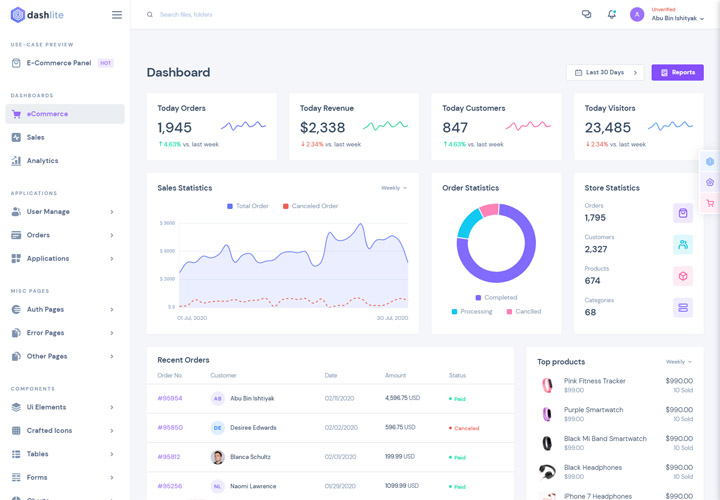 dashlite
Search files, folders
Unverified
Abu Bin Ishityak
USE-CASE PREVIEW
E-Commerce Panel HOT
DASHBOARDS
eCommerce
Sales
Analytics
APPLICATIONS
User Manage
Orders
Applications
MISC PAGES
Auth Pages
Error Pages
Other Pages
COMPONENTS
Ui Elements
Crafted Icons
Tables
Forms
Dashboard
Last 30 Days
Reports
Today Orders
1,945
4.63% vs. last week
Today Revenue
$2,338
2.34% vs. last week
Today Customers
847
4.63% vs. last week
Today Visitors
23,485
2.34% vs. last week
Sales Statistics
Weekly
Total Order
Canceled Order
01 Jul, 2020
30 Jul, 2020
Order Statistics
Completed
Processing
Canclled
Store Statistics
Orders
1,795
Customers
2,327
Products
674
Categories
68
Recent Orders
Order No.
Customer
Date
Amount
Status
#95954 AB Abu Bin Ishtiyak 02/11/2020 4,596.75 USD Paid
#95850 DE Desiree Edwards 02/02/2020 596.75 USD Canceled
#95812 Blanca Schultz 02/01/2020 199.99 USD Paid
#95256 NL Naomi Lawrence 01/29/2020 1099.99 USD Paid
Top products
Weekly
Pink Fitness Tracker $990.00
$99.00 10 Sold
Purple Smartwatch $990.00
$99.00 10 Sold
Black Mi Band Smartwatch $990.00
$99.00 10 Sold
Black Headphones $990.00
$99.00 10 Sold
iPhone 7 Headphones $990.00